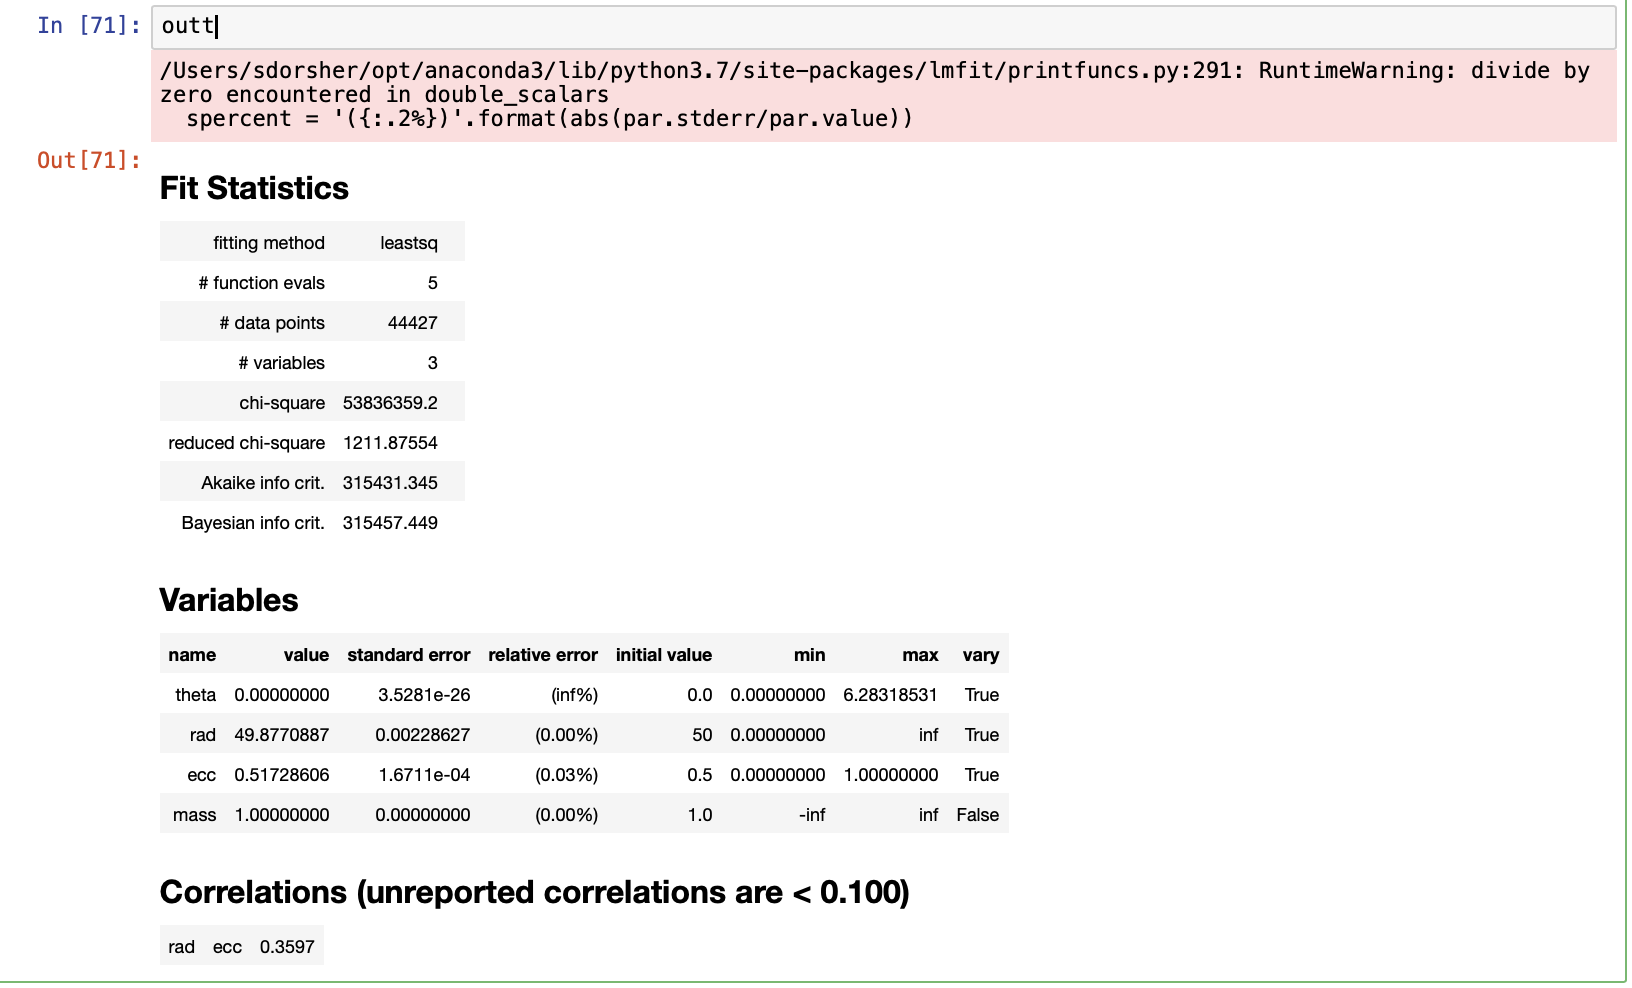 In [71]: outt
/Users/sdorsher/opt/anaconda3/lib/python3.7/site-packages/lmfit/printfuncs.py:291: RuntimeWarning: divide by
zero encountered in double_scalars
  spercent = '({:.2%})'.format(abs(par.stderr/par.value))
Out[71]:
Fit Statistics
fitting method leastsq
# function evals 5
# data points 44427
# variables 3
chi-square 53836359.2
reduced chi-square 1211.87554
Akaike info crit. 315431.345
Bayesian info crit. 315457.449
Variables
name value standard error relative error initial value min max vary
theta 0.00000000 3.5281e-26 (inf%) 0.0 0.00000000 6.28318531 True
rad 49.8770887 0.00228627 (0.00%) 50 0.00000000 inf True
ecc 0.51728606 1.6711e-04 (0.03%) 0.5 0.00000000 1.00000000 True
mass 1.00000000 0.00000000 (0.00%) 1.0 -inf inf False
Correlations (unreported correlations are < 0.100)
rad ecc 0.3597